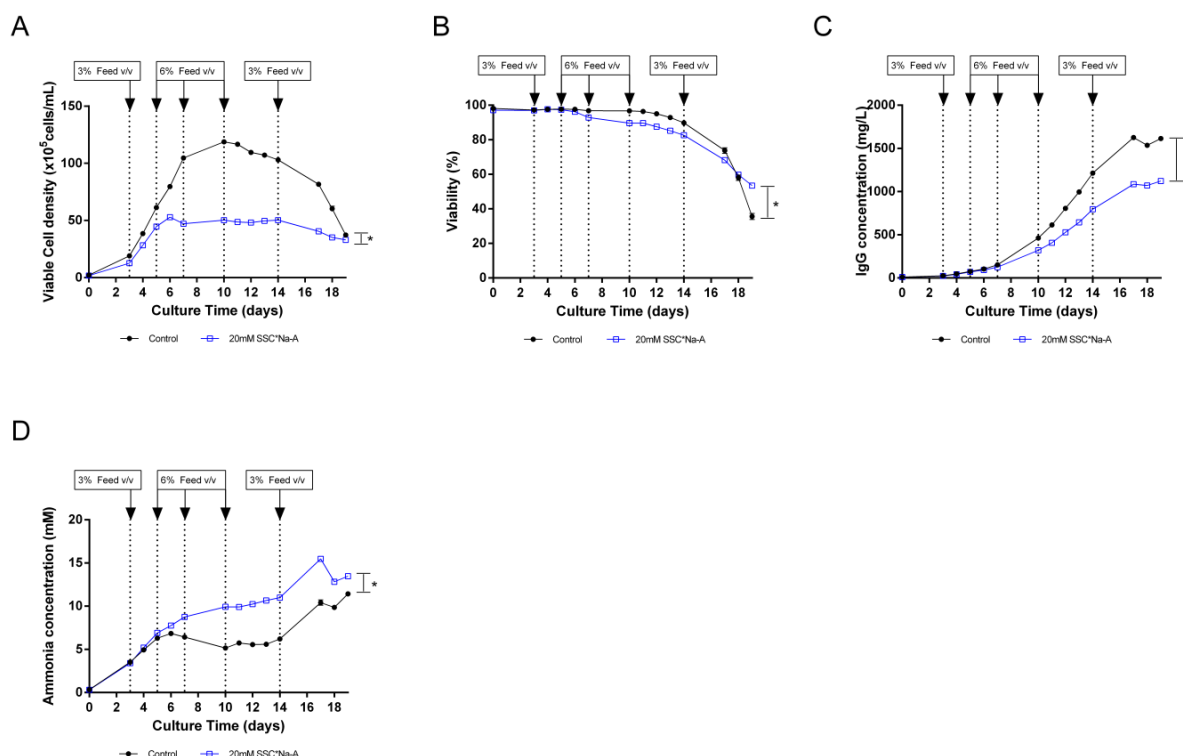 A
3% Feed v/v 6% Feed v/v 3% Feed v/v
Viable Cell density (x10⁵cells/mL)
150
100
50
0
0 2 4 6 8 10 12 14 16 18
*
Culture Time (days)
Control 20mM SSC*Na-A
B
3% Feed v/v 6% Feed v/v 3% Feed v/v
Viability (%)
100
80
60
40
20
0
0 2 4 6 8 10 12 14 16 18
*
Culture Time (days)
Control 20mM SSC*Na-A
C
3% Feed v/v 6% Feed v/v 3% Feed v/v
IgG concentration (mg/L)
2000
1500
1000
500
0
0 2 4 6 8 10 12 14 16 18
Culture Time (days)
Control 20mM SSC*Na-A
D
3% Feed v/v 6% Feed v/v 3% Feed v/v
Ammonia concentration (mM)
20
15
10
5
0
0 2 4 6 8 10 12 14 16 18
*
Culture Time (days)
Control 20mM SSC*Na-A